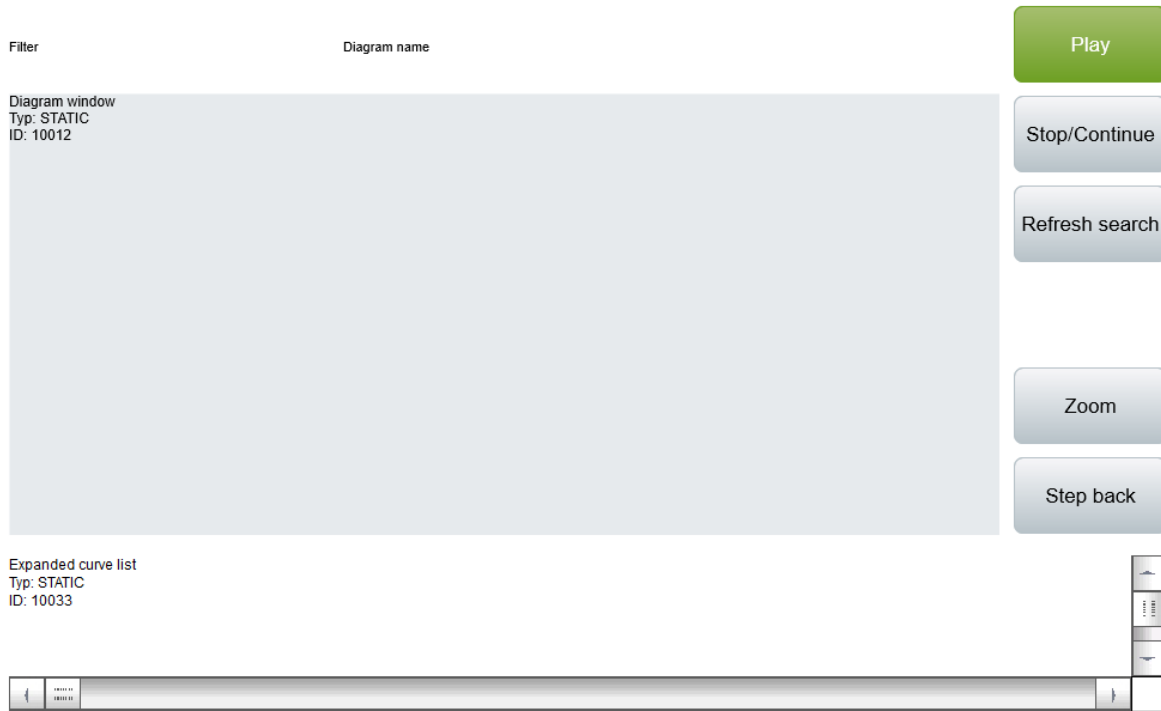 Filter
Diagram name
Play
Diagram window
Typ: STATIC
ID: 10012
Stop/Continue
Refresh search
Zoom
Step back
Expanded curve list
Typ: STATIC
ID: 10033